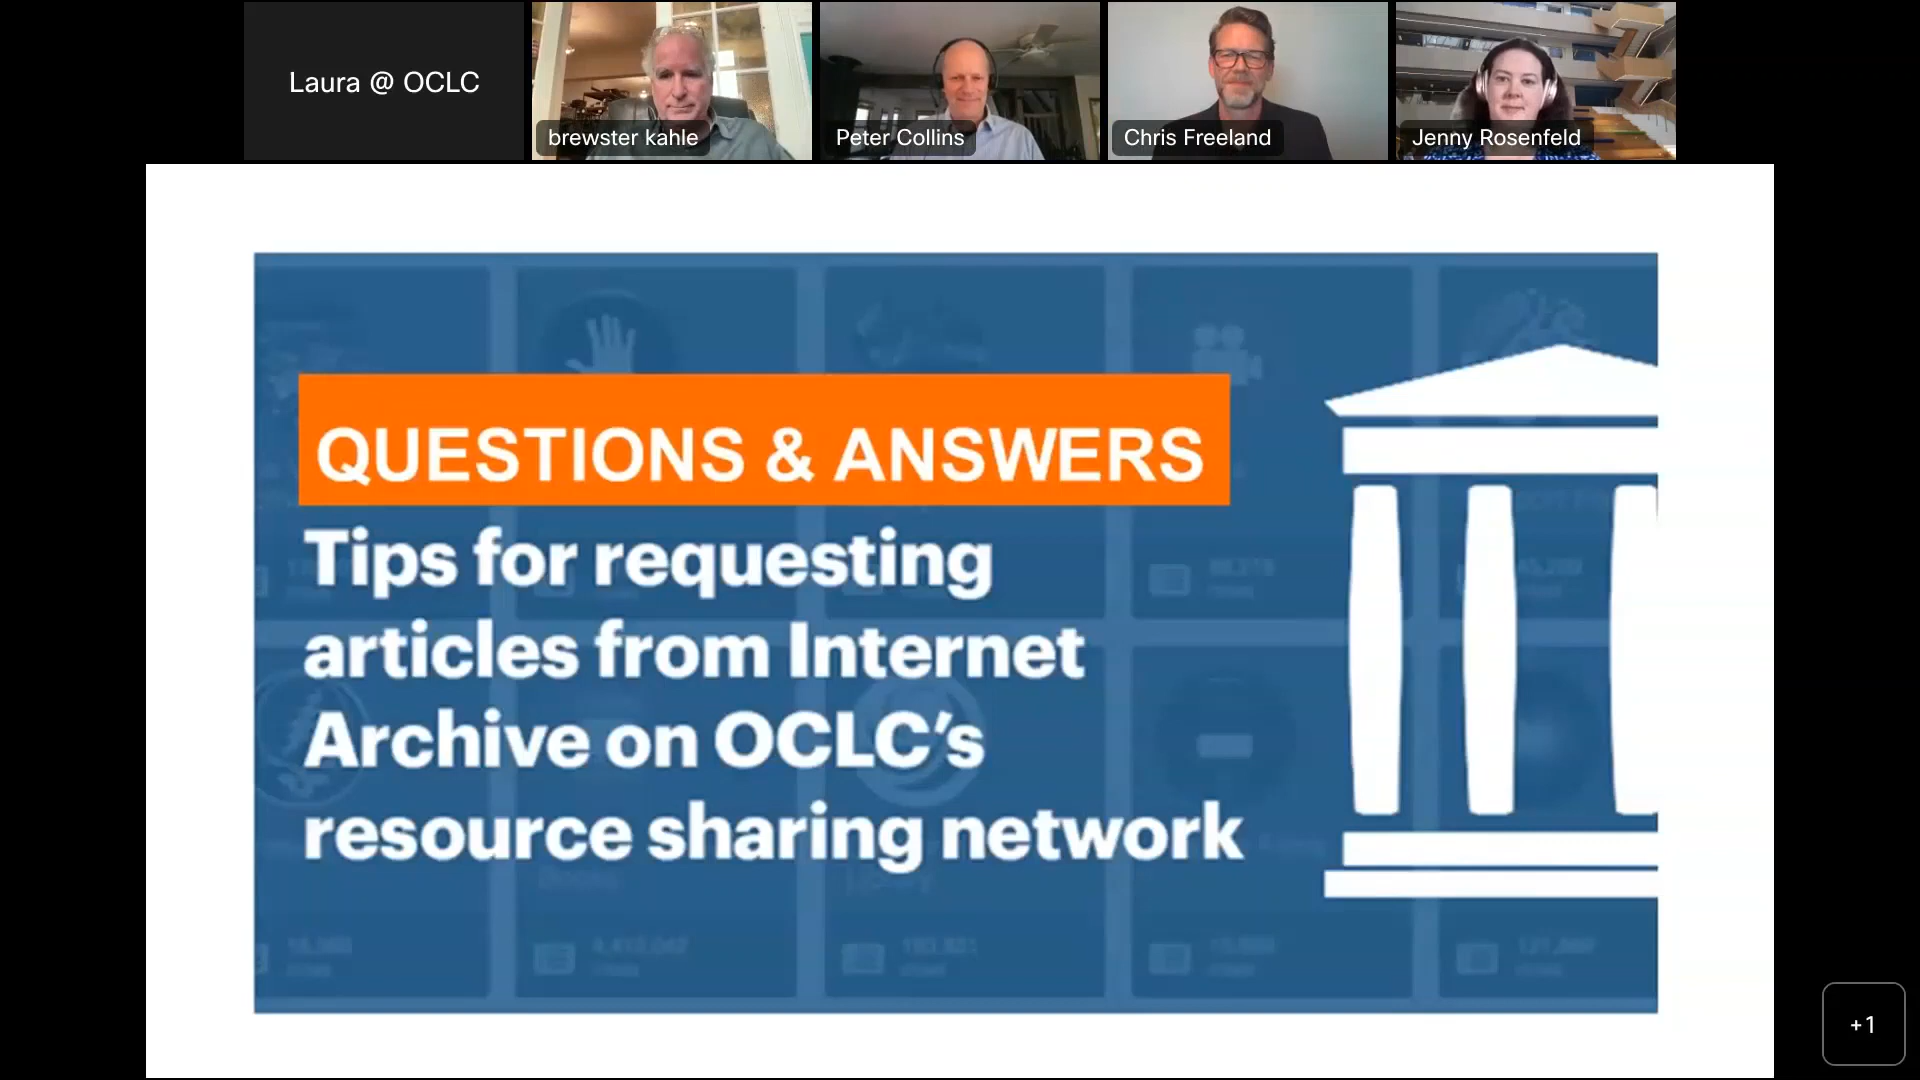 Laura @ OCLC
brewster kahle
Peter Collins
Chris Freeland
Jenny Rosenfeld
QUESTIONS & ANSWERS
Tips for requesting
articles from Internet
Archive on OCLC’s
resource sharing network
+1